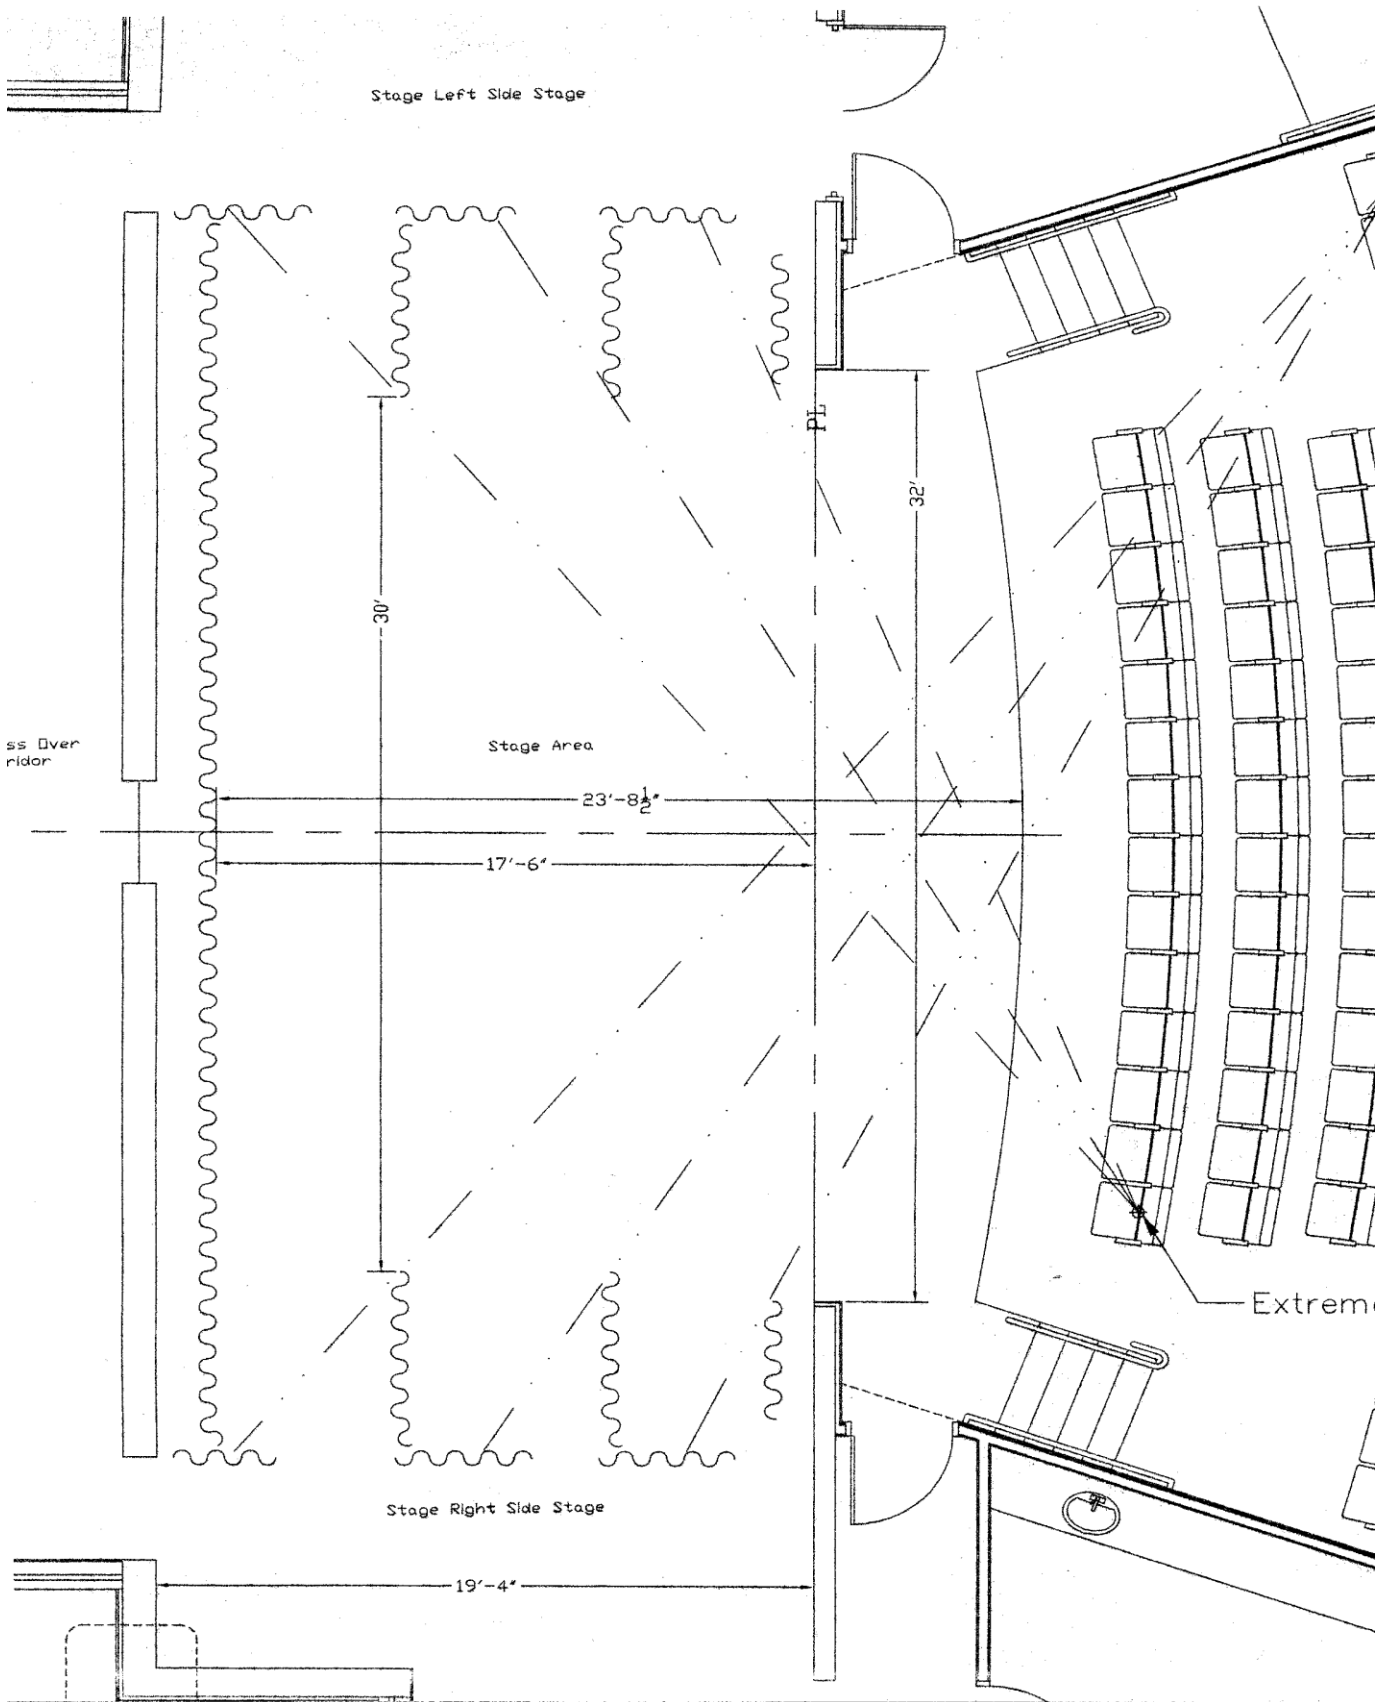 Stage Left Side Stage
PL
32'
30'
ss Over
ridor
Stage Area
23'-8½"
17'-6"
Extreme
Stage Right Side Stage
19'-4"